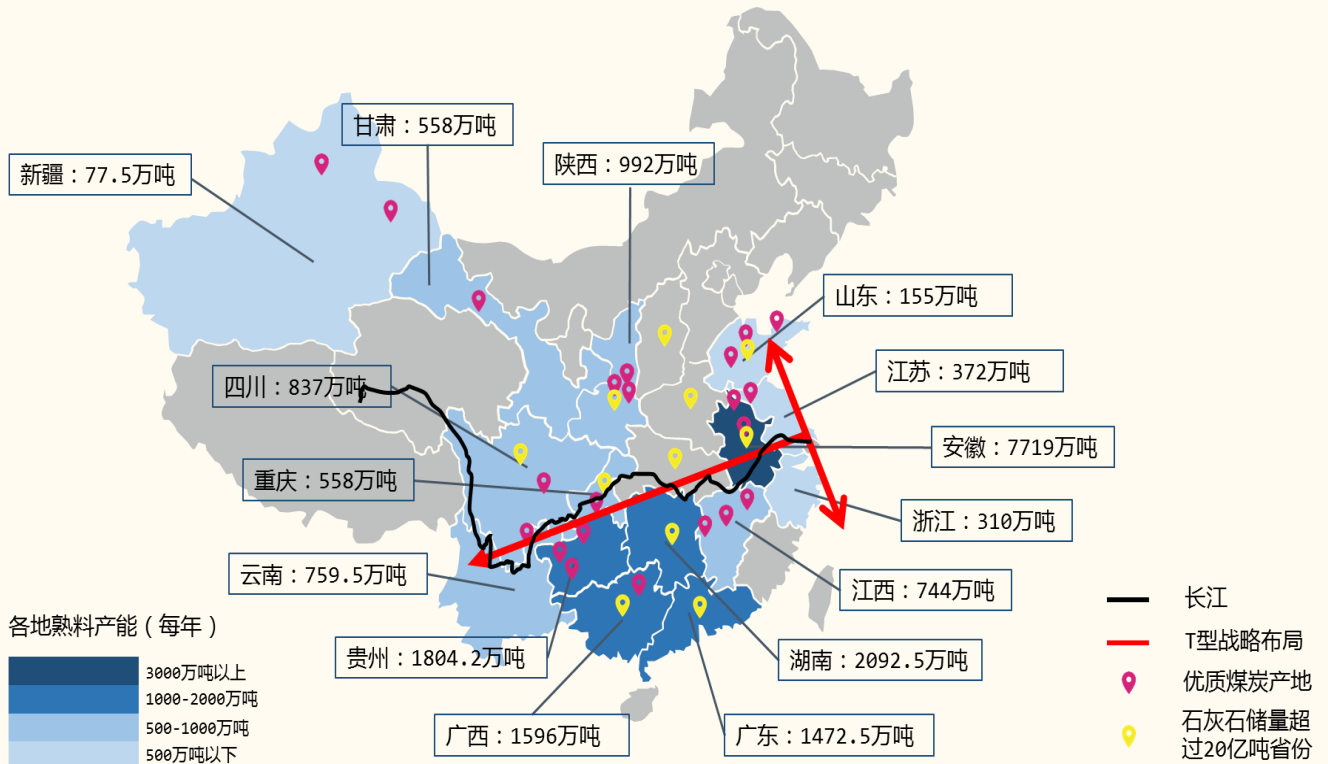 甘肃：558万吨
新疆：77.5万吨
陕西：992万吨
山东：155万吨
江苏：372万吨
四川：837万吨
安徽：7719万吨
重庆：558万吨
浙江：310万吨
云南：759.5万吨
江西：744万吨
贵州：1804.2万吨
湖南：2092.5万吨
广西：1596万吨
广东：1472.5万吨
各地熟料产能（每年）
3000万吨以上
1000-2000万吨
500-1000万吨
500万吨以下
长江
T型战略布局
优质煤炭产地
石灰石储量超
过20亿吨省份